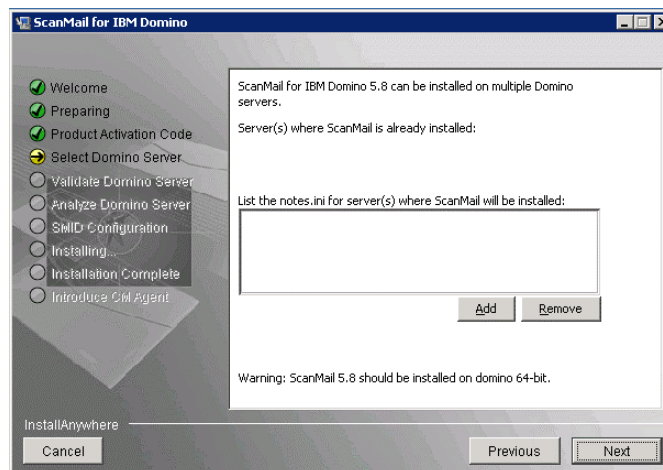 ScanMail for IBM Domino
Welcome
Preparing
Product Activation Code
Select Domino Server
Validate Domino Server
Analyze Domino Server
SMID Configuration
Installing...
Installation Complete
Introduce CM Agent
ScanMail for IBM Domino 5.8 can be installed on multiple Domino
servers.
Server(s) where ScanMail is already installed:
List the notes.ini for server(s) where ScanMail will be installed:
Add
Remove
Warning: ScanMail 5.8 should be installed on domino 64-bit.
InstallAnywhere
Cancel
Previous
Next